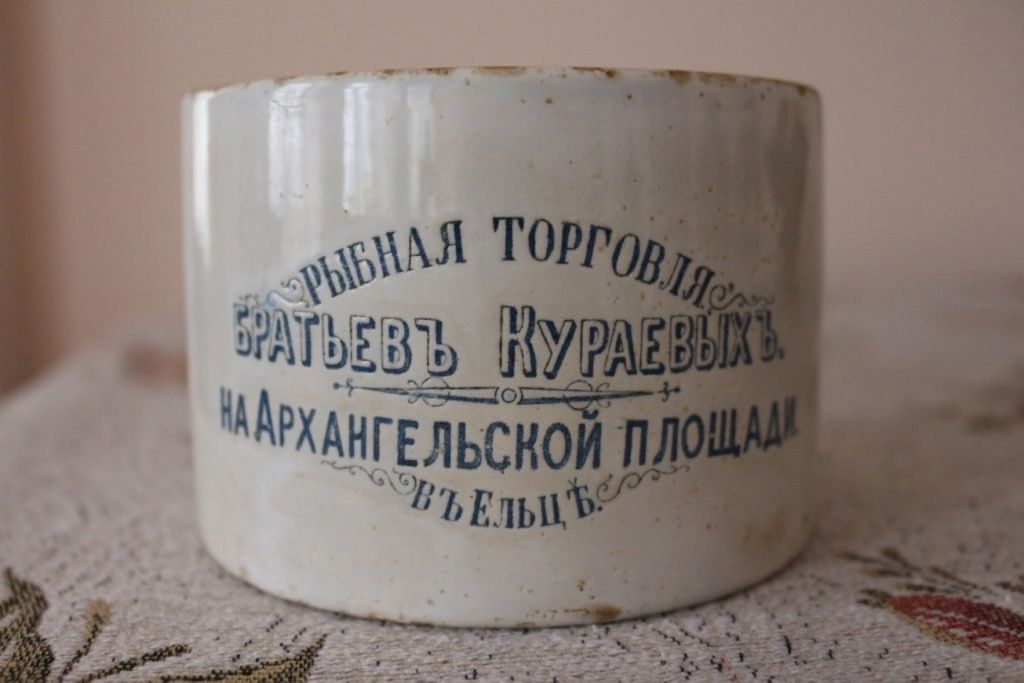 РЫБНАЯ ТОРГОВЛЯ
БРАТЬЕВЪ КУРАЕВЫХЪ.
НА АРХАНГЕЛЬСКОЙ ПЛОЩАДИ.
ВЪ ЕЛЬЦѢ.